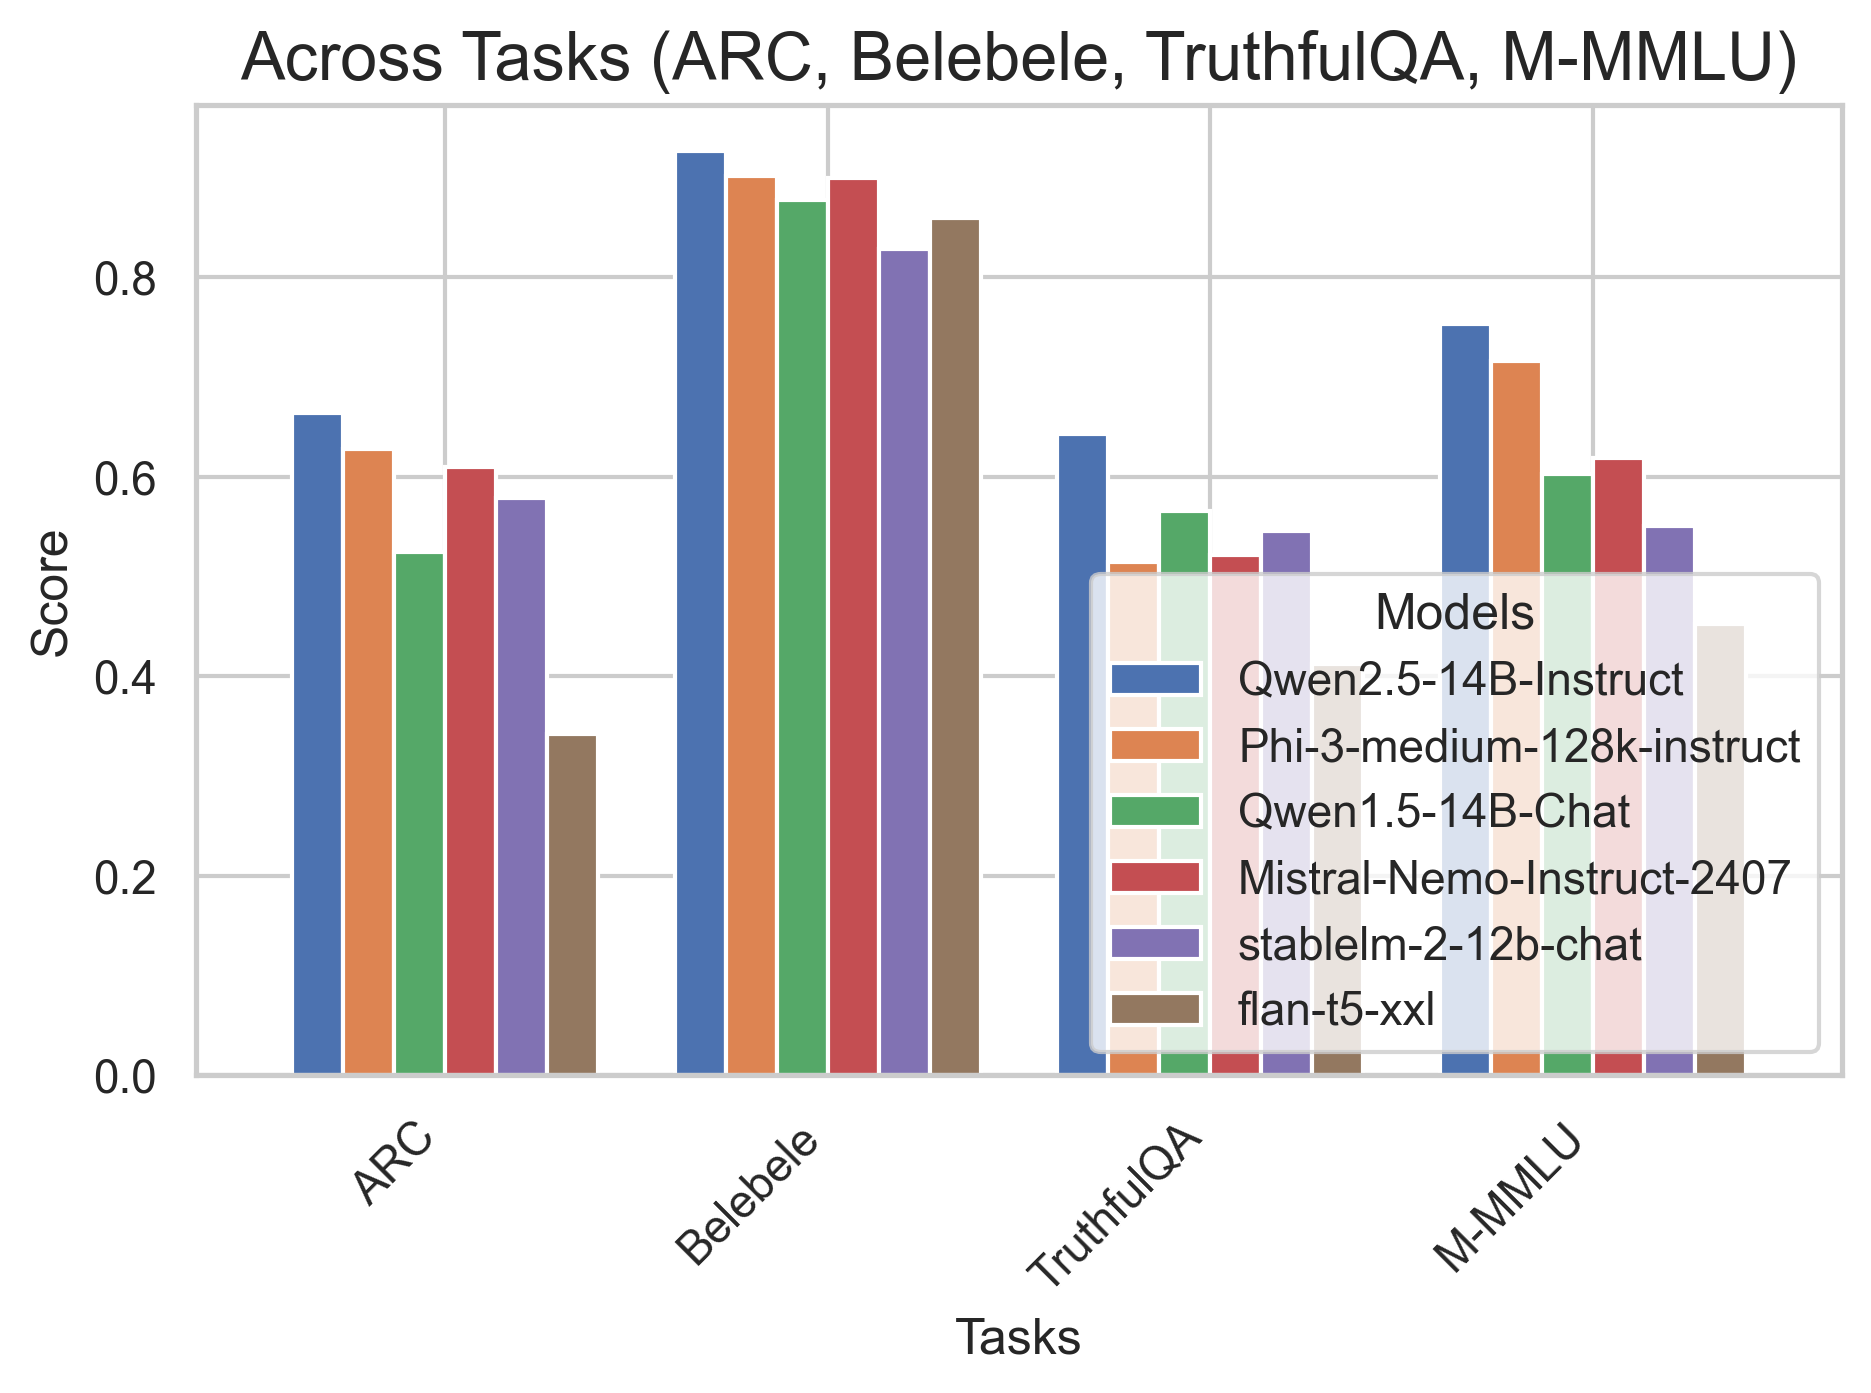 Across Tasks (ARC, Belebele, TruthfulQA, M-MMLU)
Score
0.8
0.6
0.4
0.2
0.0
Models
Qwen2.5-14B-Instruct
Phi-3-medium-128k-instruct
Qwen1.5-14B-Chat
Mistral-Nemo-Instruct-2407
stablelm-2-12b-chat
flan-t5-xxl
ARC
Belebele
TruthfulQA
M-MMLU
Tasks